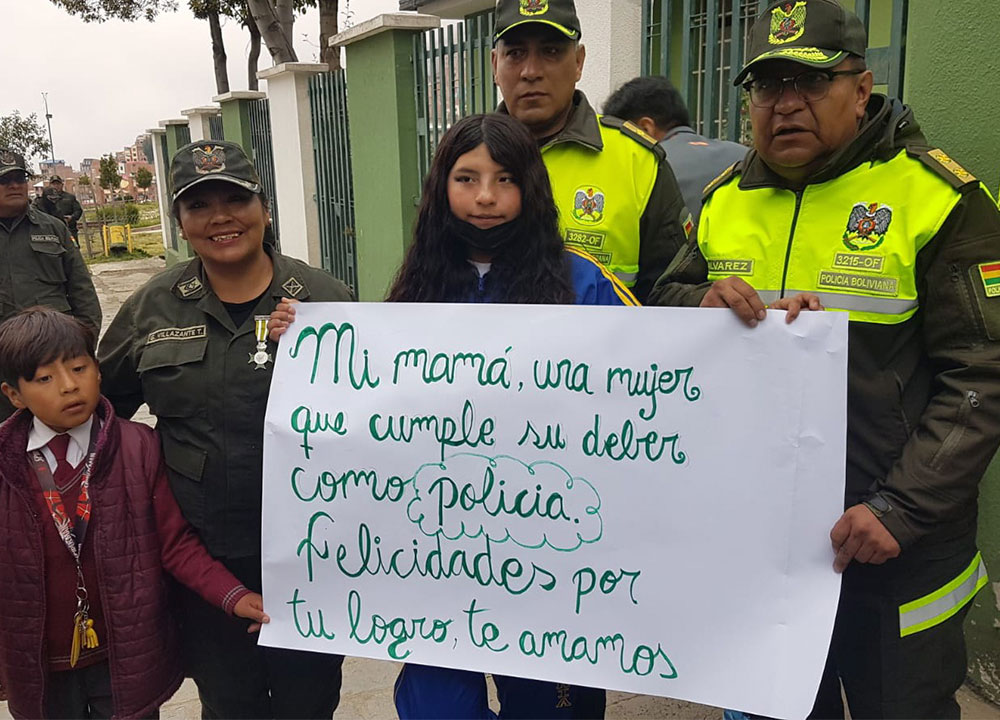 Mi mamá, una mujer
que cumple su deber
como policía.
Felicidades por
tu logro, te amamos
G. VILLAZANTE T.
3282-OF
ALVAREZ
3215-OF
POLICIA BOLIVIANA